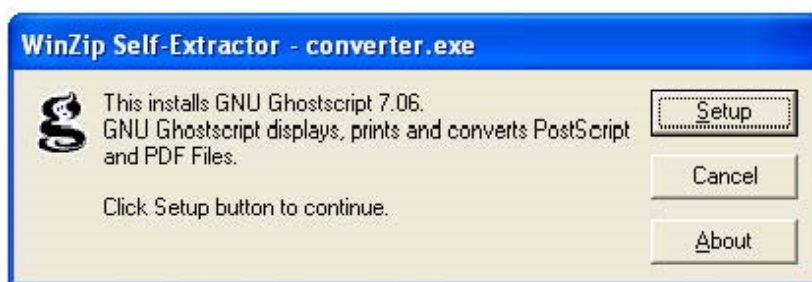 WinZip Self-Extractor - converter.exe
This installs GNU Ghostscript 7.06.
GNU Ghostscript displays, prints and converts PostScript
and PDF Files.
Click Setup button to continue.
Setup
Cancel
About